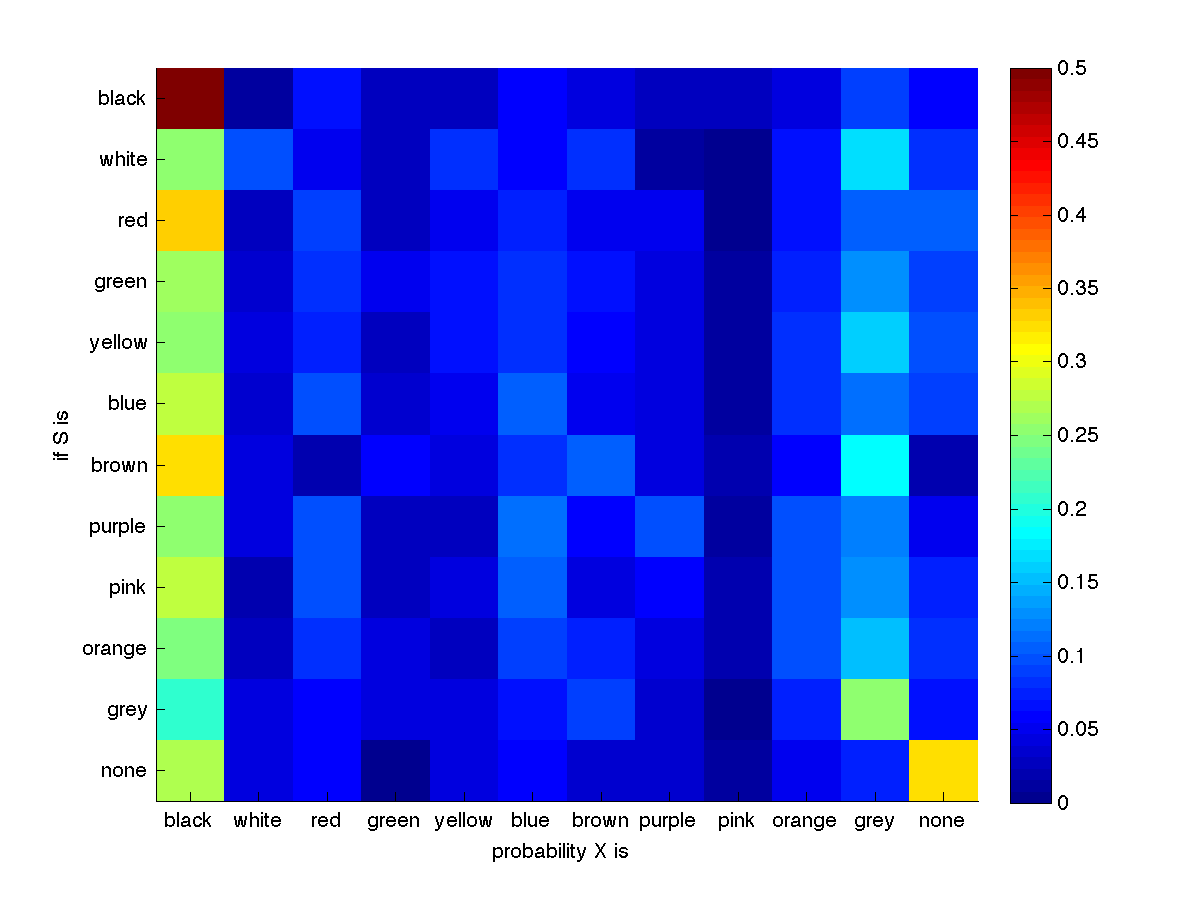 black
white
red
green
yellow
blue
brown
purple
pink
orange
grey
none
if S is
black white red green yellow blue brown purple pink orange grey none
probability X is
0.5
0.45
0.4
0.35
0.3
0.25
0.2
0.15
0.1
0.05
0